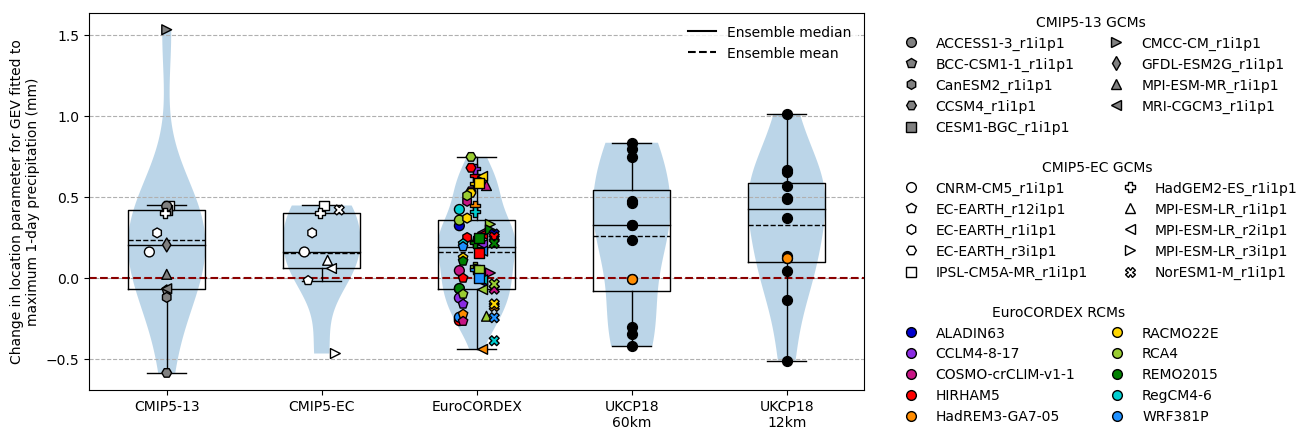 Change in location parameter for GEV fitted to
maximum 1-day precipitation (mm)
1.5
1.0
0.5
0.0
−0.5
Ensemble median
Ensemble mean
CMIP5-13
CMIP5-EC
EuroCORDEX
UKCP18
60km
UKCP18
12km
CMIP5-13 GCMs
ACCESS1-3_r1i1p1
BCC-CSM1-1_r1i1p1
CanESM2_r1i1p1
CCSM4_r1i1p1
CESM1-BGC_r1i1p1
CMCC-CM_r1i1p1
GFDL-ESM2G_r1i1p1
MPI-ESM-MR_r1i1p1
MRI-CGCM3_r1i1p1
CMIP5-EC GCMs
CNRM-CM5_r1i1p1
EC-EARTH_r12i1p1
EC-EARTH_r1i1p1
EC-EARTH_r3i1p1
IPSL-CM5A-MR_r1i1p1
HadGEM2-ES_r1i1p1
MPI-ESM-LR_r1i1p1
MPI-ESM-LR_r2i1p1
MPI-ESM-LR_r3i1p1
NorESM1-M_r1i1p1
EuroCORDEX RCMs
ALADIN63
CCLM4-8-17
COSMO-crCLIM-v1-1
HIRHAM5
HadREM3-GA7-05
RACMO22E
RCA4
REMO2015
RegCM4-6
WRF381P